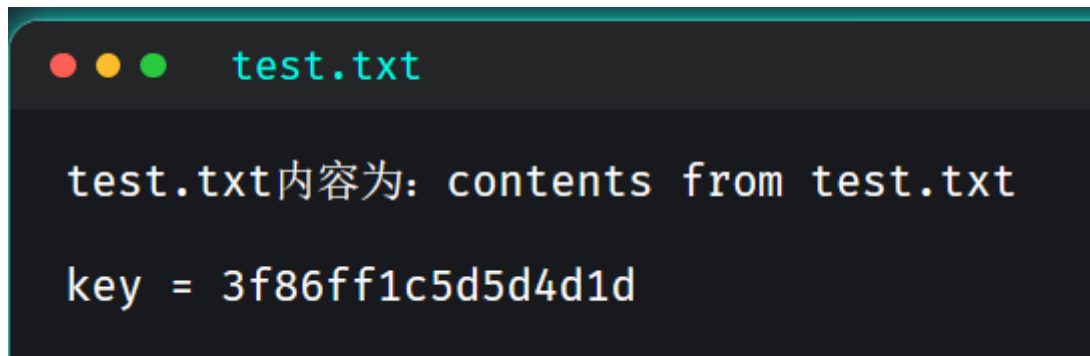 test.txt
test.txt内容为：contents from test.txt
key = 3f86ff1c5d5d4d1d